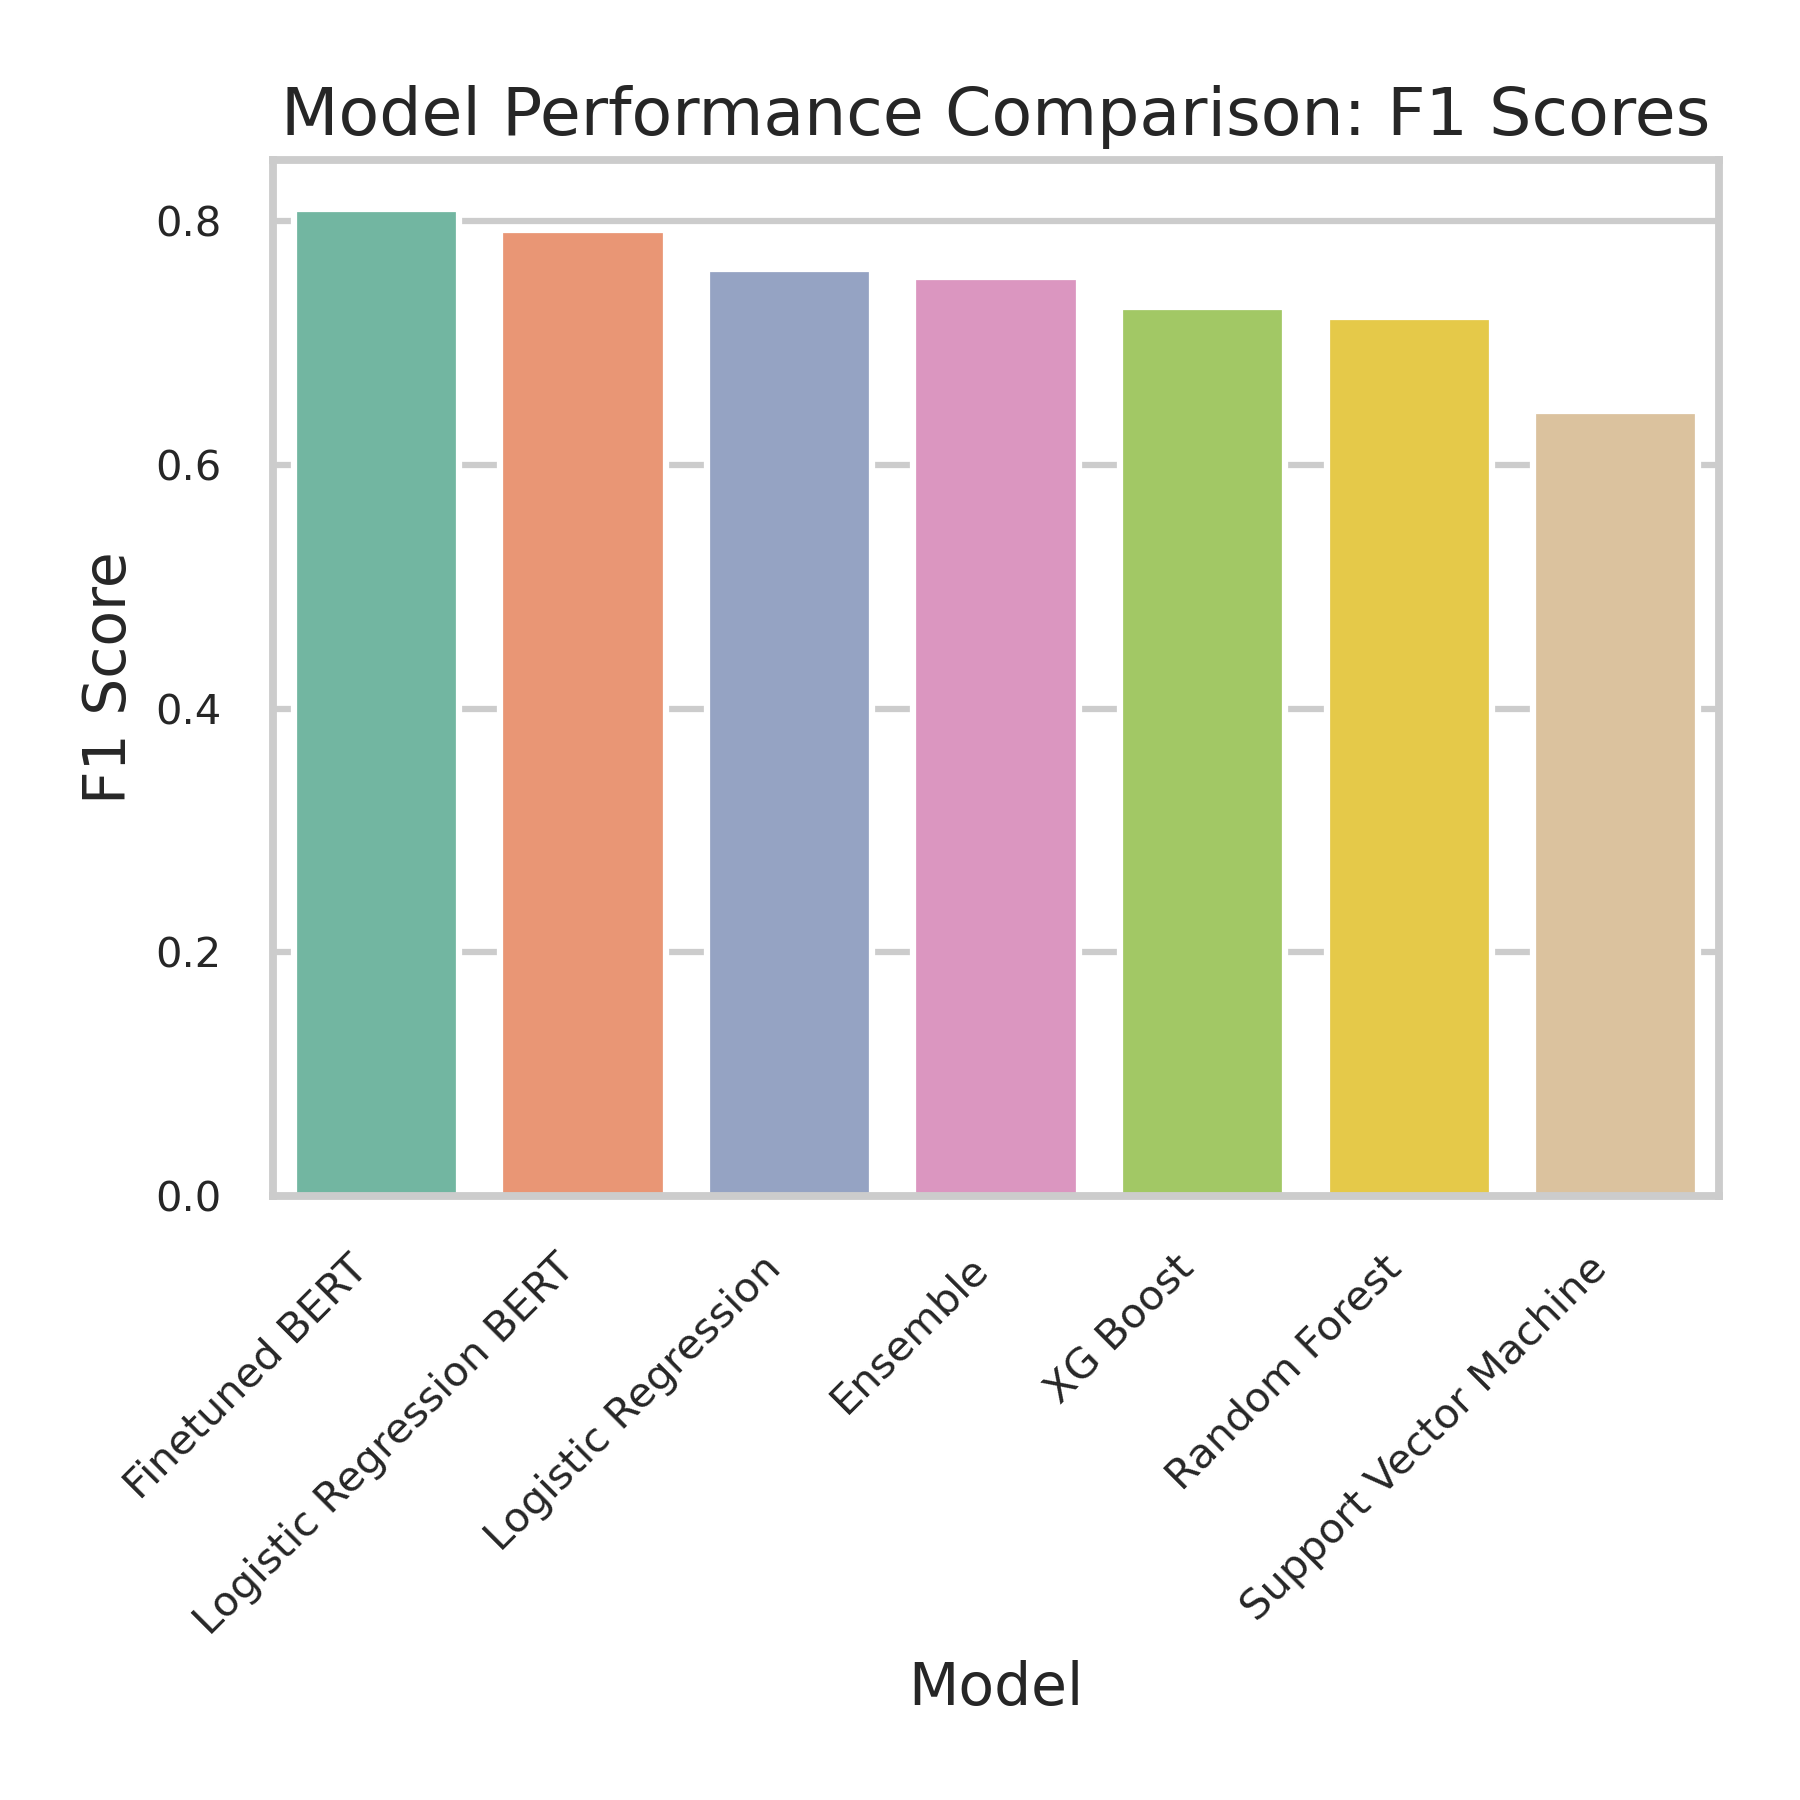 Model Performance Comparison: F1 Scores
F1 Score
0.8
0.6
0.4
0.2
0.0
Finetuned BERT
Logistic Regression BERT
Logistic Regression
Ensemble
XG Boost
Random Forest
Support Vector Machine
Model